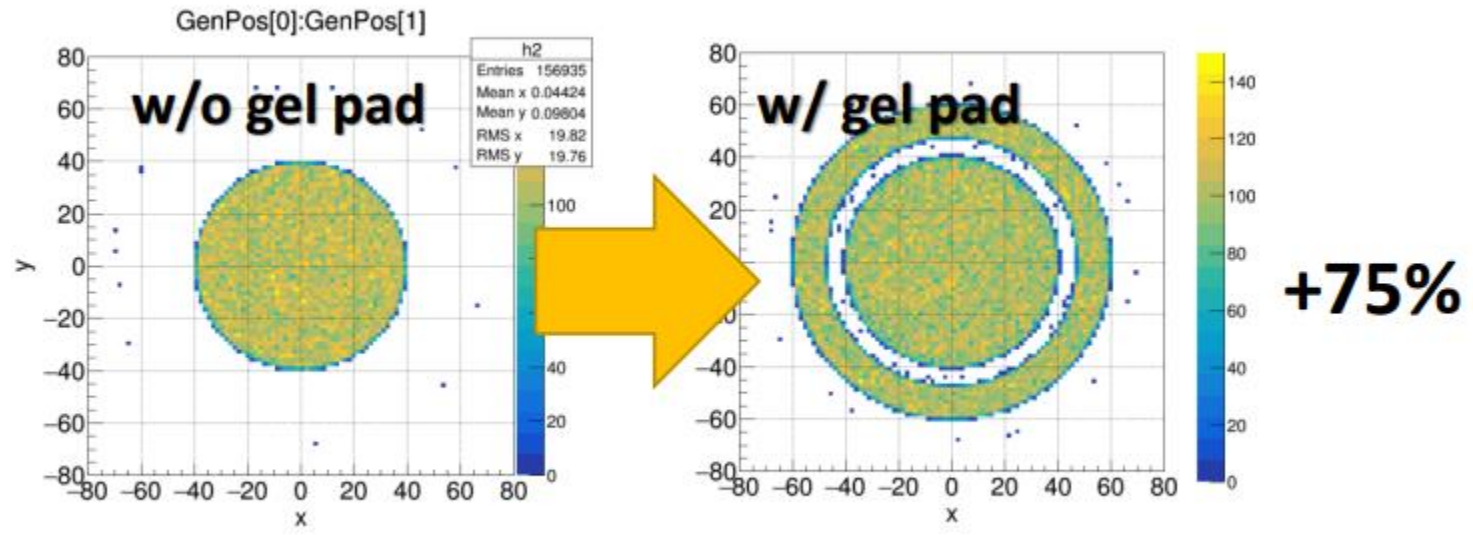 GenPos[0]:GenPos[1]
h2
Entries 156935
Mean x 0.04424
Mean y 0.09804
RMS x 19.82
RMS y 19.76
w/o gel pad
80
60
40
20
0
−20
−40
−60
−80
y
−80 −60 −40 −20 0 20 40 60 80
x
100
40
20
0
w/ gel pad
80
60
40
20
−40
−60
−80
−80 −60 −40 −20 0 20 40 60 80
x
140
120
100
80
60
40
20
0
+75%